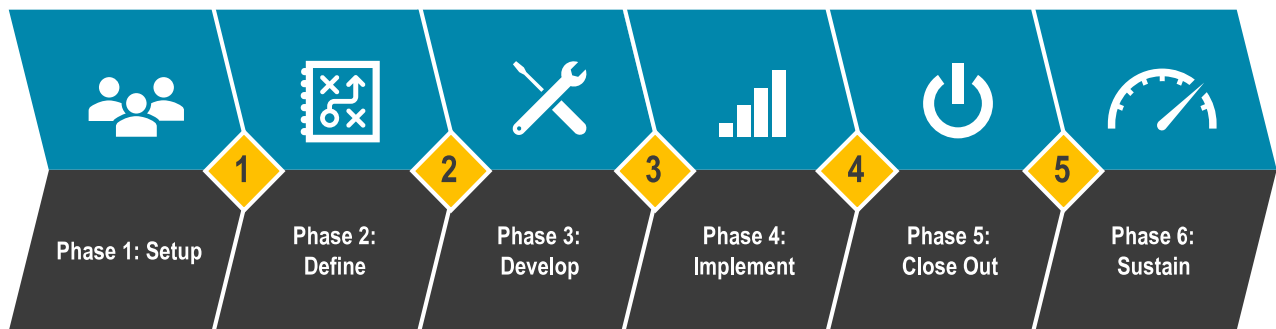 1
2
3
4
5
Phase 1: Setup
Phase 2:
Define
Phase 3:
Develop
Phase 4:
Implement
Phase 5:
Close Out
Phase 6:
Sustain